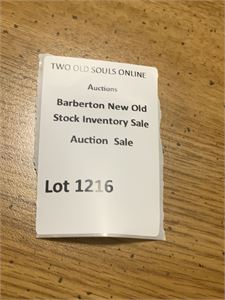 TWO OLD SOULS ONLINE
Auctions
Barberton New Old
Stock Inventory Sale
Auction Sale
Lot 1216